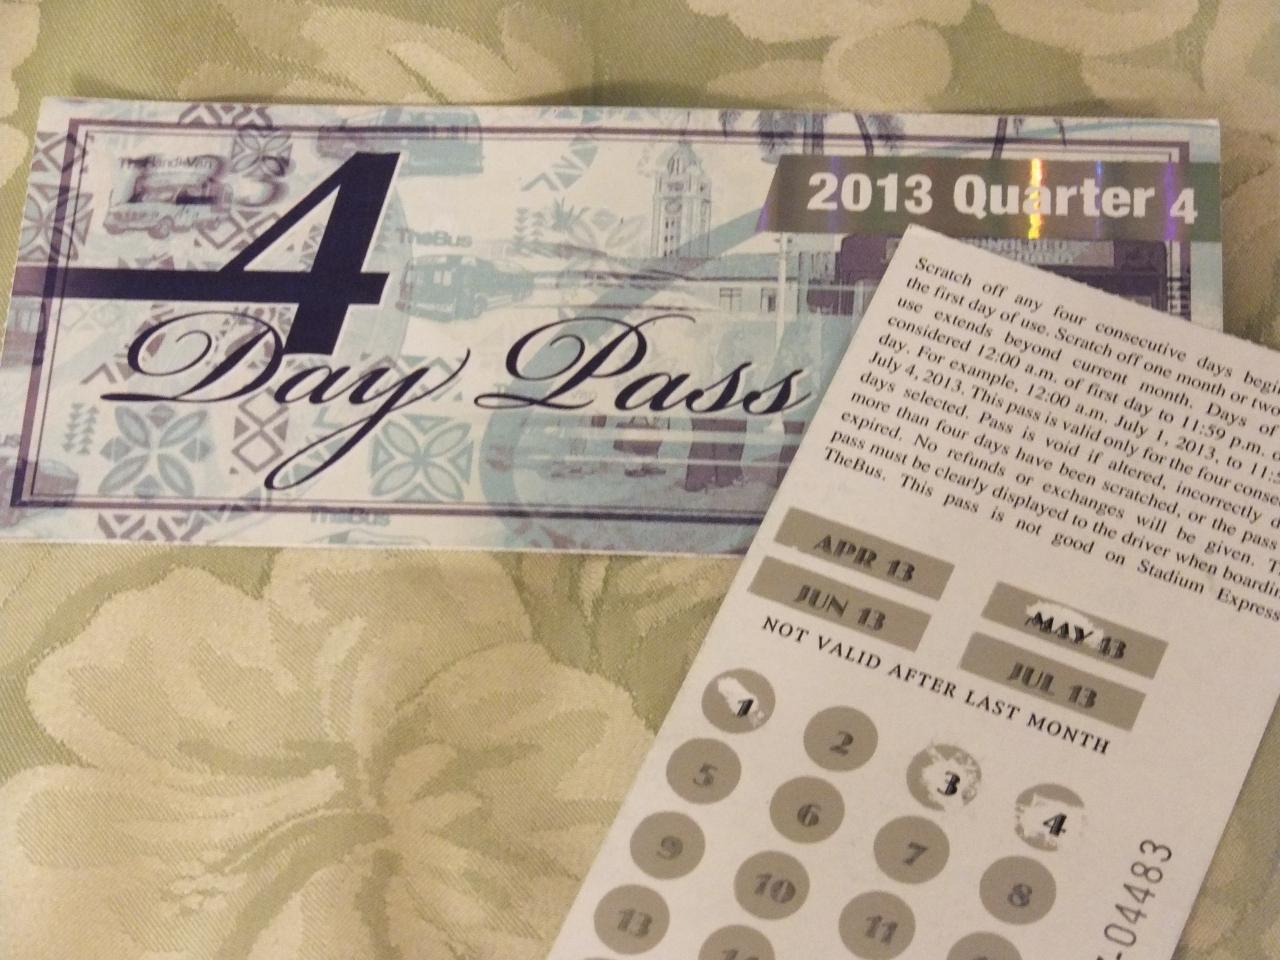 TheHandi-Van
1 2 3
4
Day Pass
TheBus
TheBus
2013 Quarter 4
Scratch off any four consecutive days
the first day of use. Scratch off one month or two
use extends beyond current month. Days of
considered 12:00 a.m. of first day to 11:59 p.m.
day. For example, 12:00 a.m. July 1, 2013, to
July 4, 2013. This pass is valid only for the four
days selected. Pass is void if altered, incorrectly
more than four days have been scratched, or the pass
expired. No refunds or exchanges will be given.
pass must be clearly displayed to the driver when
TheBus. This pass is not good on Stadium
APR 13
MAY 13
JUN 13
JUL 13
NOT VALID AFTER LAST MONTH
1 2 3 4
5 6 7 8
9 10 11
13
-04483